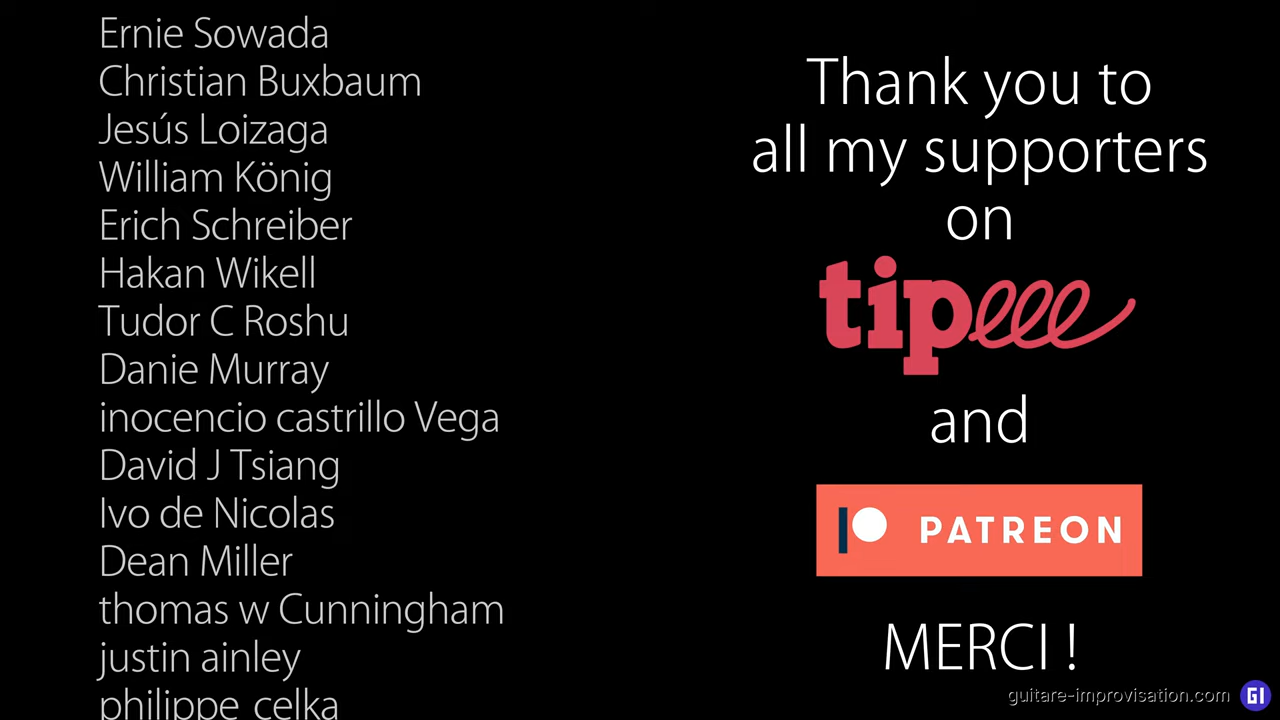 Ernie Sowada
Christian Buxbaum
Jesús Loizaga
William König
Erich Schreiber
Hakan Wikell
Tudor C Roshu
Danie Murray
inocencio castrillo Vega
David J Tsiang
Ivo de Nicolas
Dean Miller
thomas w Cunningham
justin ainley
philippe celka
Thank you to
all my supporters
on
tipeee
and
PATREON
MERCI !
guitare-improvisation.com GI